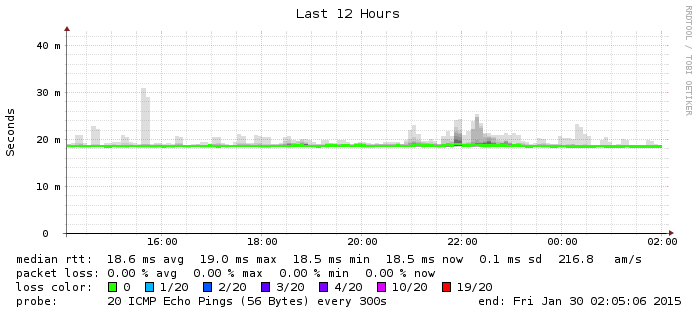 Last 12 Hours
RRDTOOL / TOBI OETIKER
Seconds
40 m
30 m
20 m
10 m
0
16:00 18:00 20:00 22:00 00:00 02:00
median rtt: 18.6 ms avg 19.0 ms max 18.5 ms min 18.5 ms now 0.1 ms sd 216.8 am/s
packet loss: 0.00 % avg 0.00 % max 0.00 % min 0.00 % now
loss color: 0 1/20 2/20 3/20 4/20 10/20 19/20
probe: 20 ICMP Echo Pings (56 Bytes) every 300s end: Fri Jan 30 02:05:06 2015